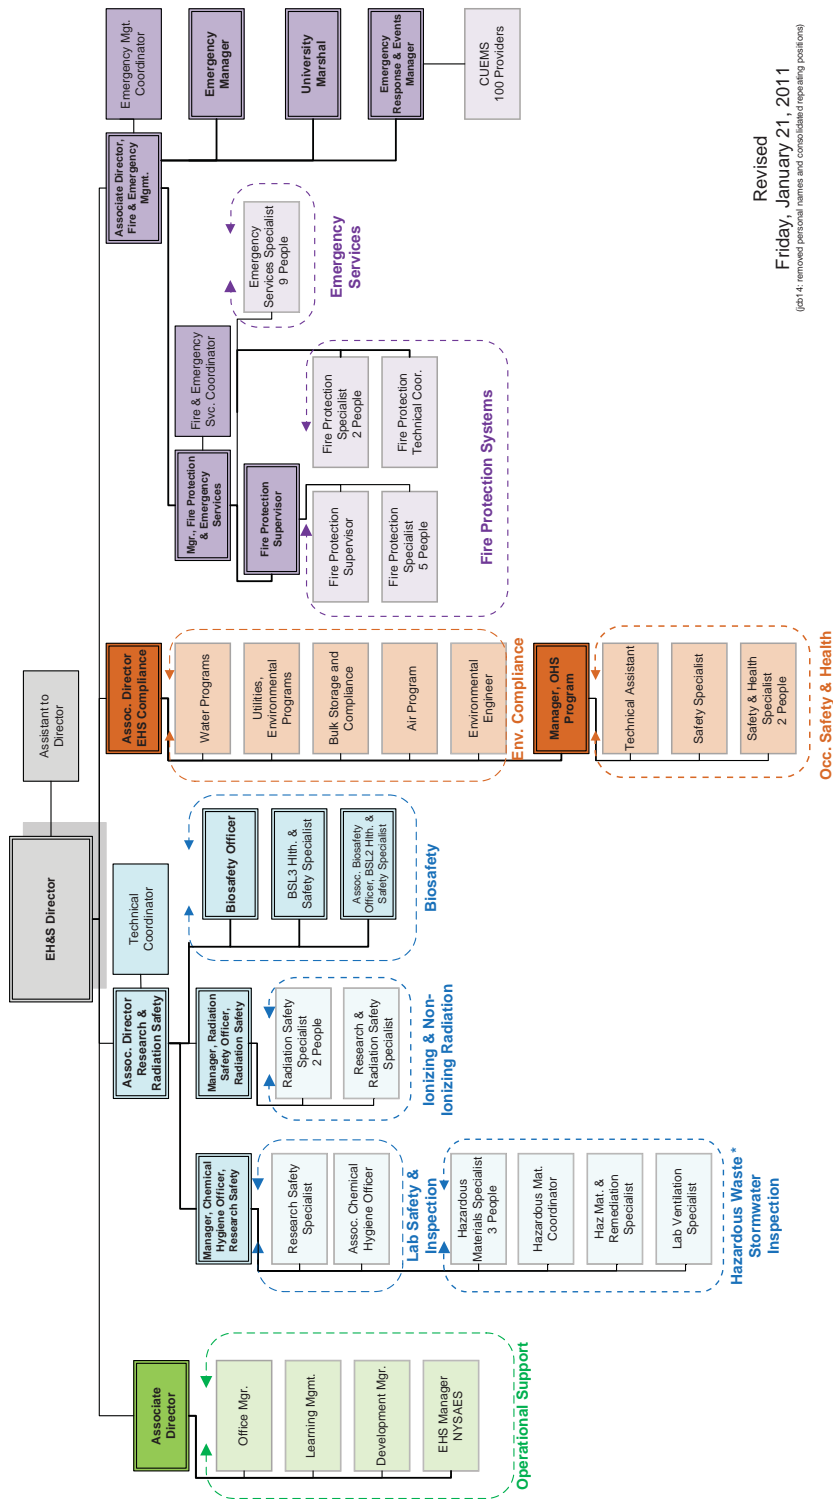 EH&S Director
Assistant to
Director
Associate
Director
Office Mgr.
Learning Mgmt.
Development Mgr.
EHS Manager
NYSAES
Operational Support
Assoc. Director
Research &
Radiation Safety
Technical
Coordinator
Manager, Chemical
Hygiene Officer,
Research Safety
Research Safety
Specialist
Assoc. Chemical
Hygiene Officer
Lab Safety &
Inspection
Hazardous
Materials Specialist
3 People
Hazardous Mat.
Coordinator
Haz Mat. &
Remediation
Specialist
Lab Ventilation
Specialist
Hazardous Waste *
Stormwater
Inspection
Manager, Radiation
Safety Officer,
Radiation Safety
Radiation Safety
Specialist
2 People
Research &
Radiation Safety
Specialist
Ionizing & Non-
Ionizing Radiation
Biosafety Officer
BSL3 Hlth. &
Safety Specialist
Assoc. Biosafety
Officer, BSL2 Hlth. &
Safety Specialist
Biosafety
Assoc. Director
EHS Compliance
Water Programs
Utilities,
Environmental
Programs
Bulk Storage and
Compliance
Air Program
Environmental
Engineer
Env. Compliance
Manager, OHS
Program
Technical Assistant
Safety Specialist
Safety & Health
Specialist
2 People
Occ. Safety & Health
Associate Director,
Fire & Emergency
Mgmt.
Emergency Mgt.
Coordinator
Mgr., Fire Protection
& Emergency
Services
Fire & Emergency
Svc. Coordinator
Fire Protection
Supervisor
Fire Protection
Supervisor
Fire Protection
Specialist
5 People
Fire Protection
Specialist
2 People
Fire Protection
Technical Coor.
Fire Protection Systems
Emergency
Services Specialist
9 People
Emergency
Services
Emergency
Manager
University
Marshal
Emergency
Response & Events
Manager
CUEMS
100 Providers
Revised
Friday, January 21, 2011
(jcb14: removed personal names and consolidated repeating positions)